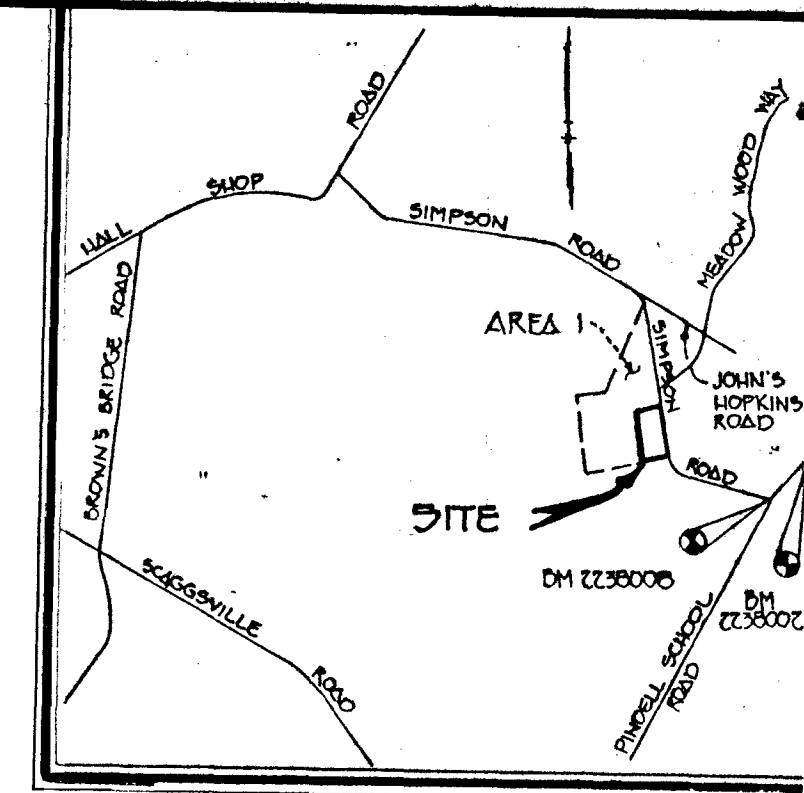 ROAD
HALL SHOP
SIMPSON ROAD
MEADOW WOOD WAY
BROWN'S BRIDGE ROAD
AREA 1
SIMPSON
JOHN'S
HOPKINS
ROAD
ROAD
SITE
BM 2238008
BM
2238002
SCAGGSVILLE ROAD
PINDELL SCHOOL
ROAD